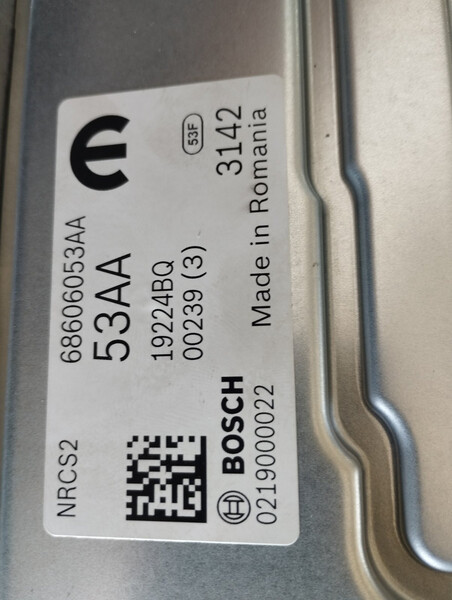 NRCS2 68606053AA
53AA
19224BQ
00239 (3)
53F
3142
BOSCH
0219000022 Made in Romania